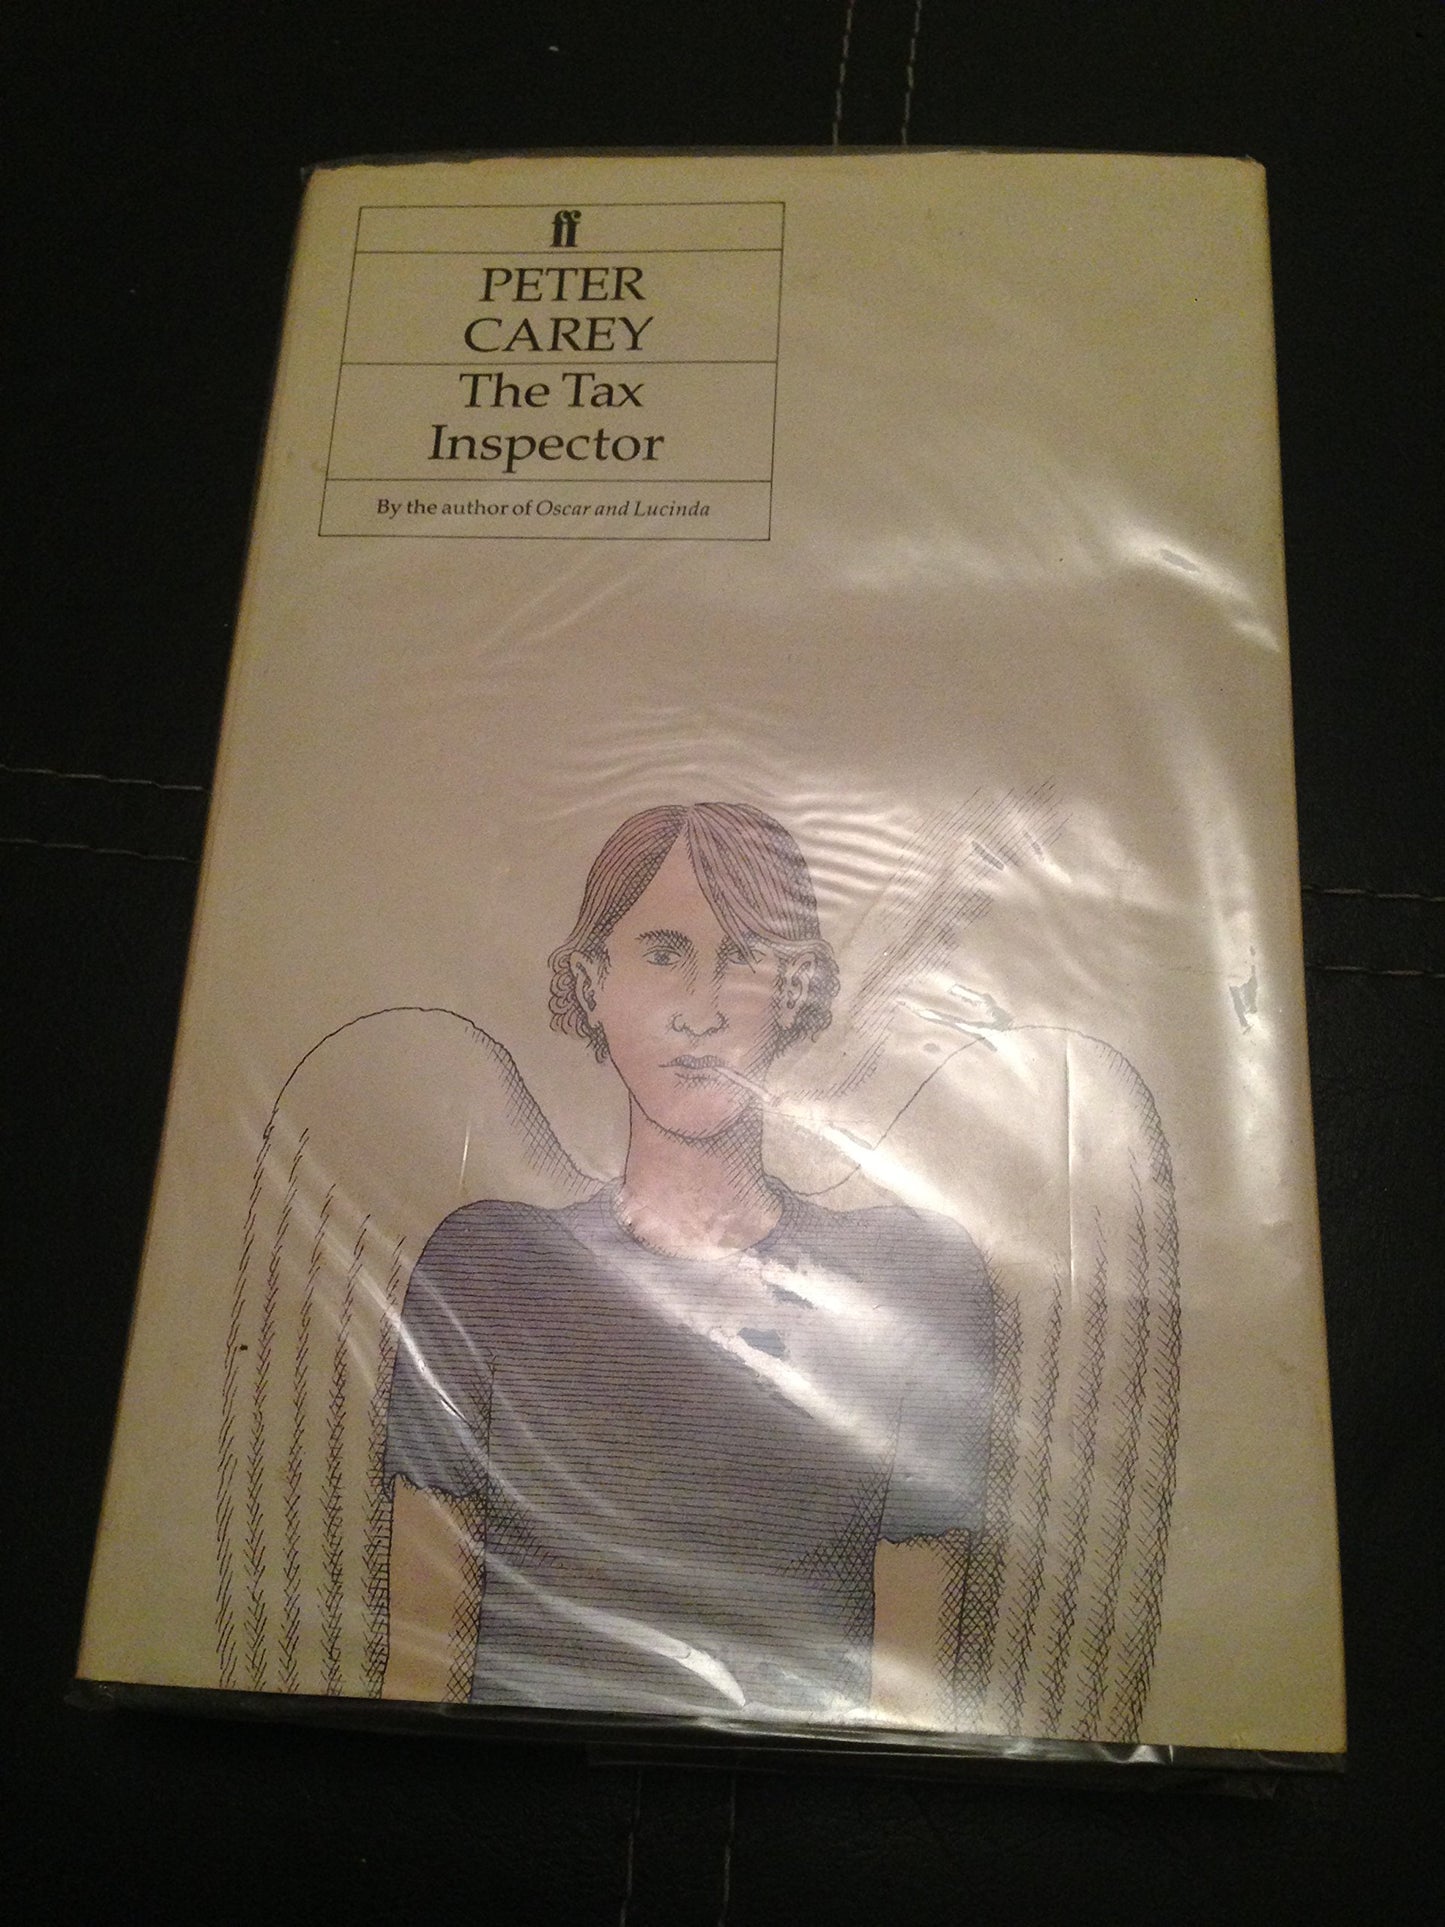 ff
PETER
CAREY
The Tax
Inspector
By the author of Oscar and Lucinda